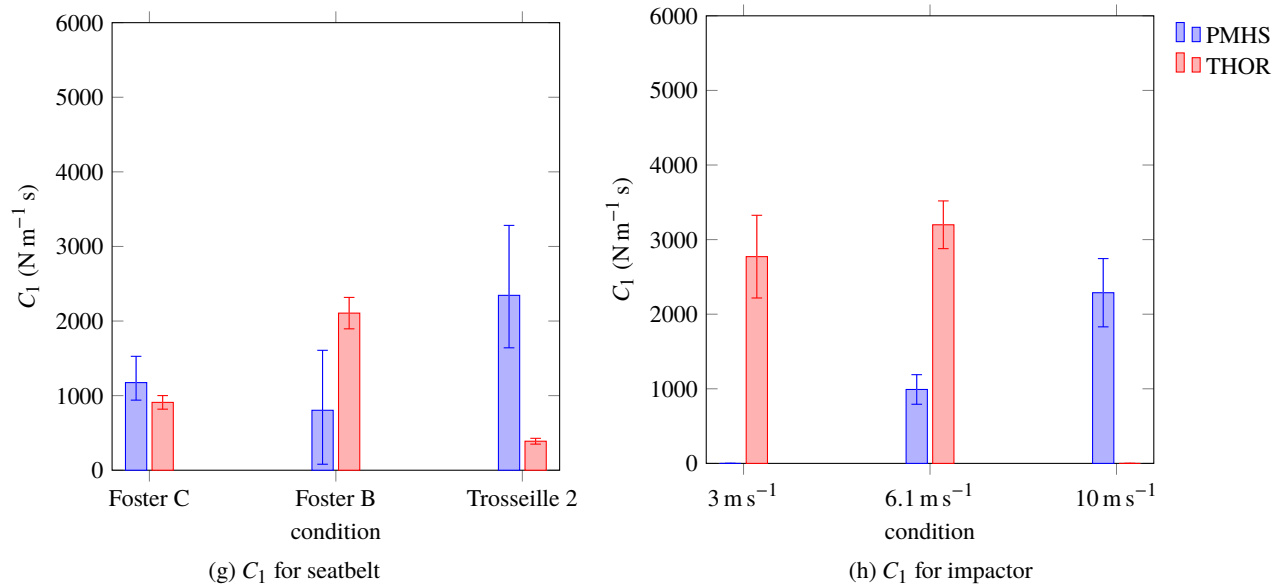 6000
5000
4000
3000
2000
1000
0
C₁ (N m⁻¹ s)
Foster C Foster B Trosseille 2
condition
(g) C₁ for seatbelt
6000
5000
4000
3000
2000
1000
0
C₁ (N m⁻¹ s)
3 m s⁻¹ 6.1 m s⁻¹ 10 m s⁻¹
condition
(h) C₁ for impactor
PMHS
THOR